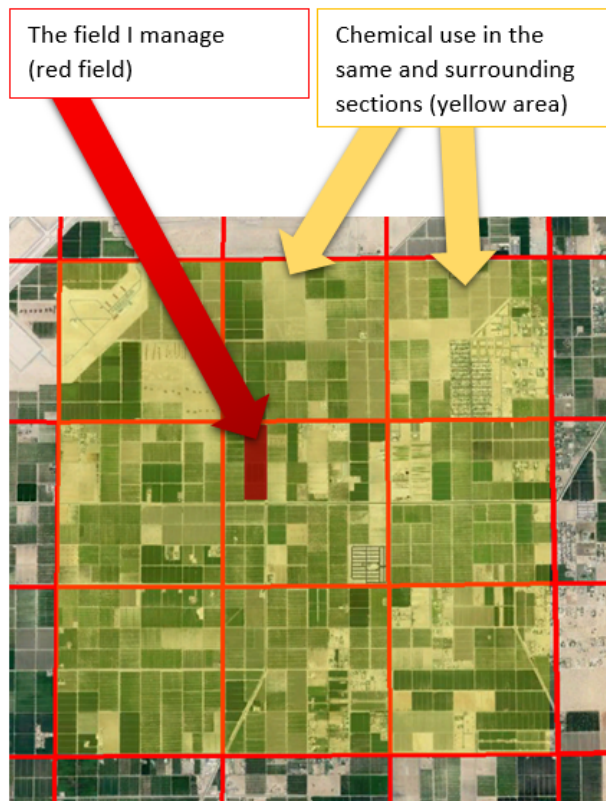 The field I manage
(red field)
Chemical use in the
same and surrounding
sections (yellow area)